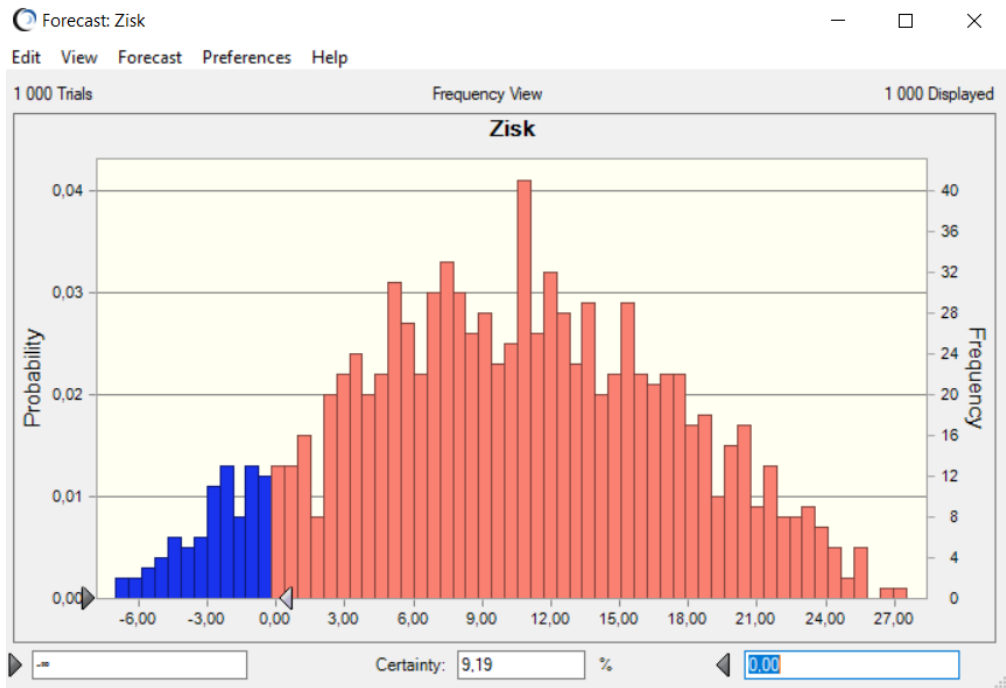 Forecast: Zisk
Edit View Forecast Preferences Help
1 000 Trials Frequency View 1 000 Displayed
Zisk
Probability
0,04
0,03
0,02
0,01
0,00
40
36
32
28
24
20
16
12
8
4
0
Frequency
-6,00 -3,00 0,00 3,00 6,00 9,00 12,00 15,00 18,00 21,00 24,00 27,00
-∞ Certainty: 9,19 % 0,00